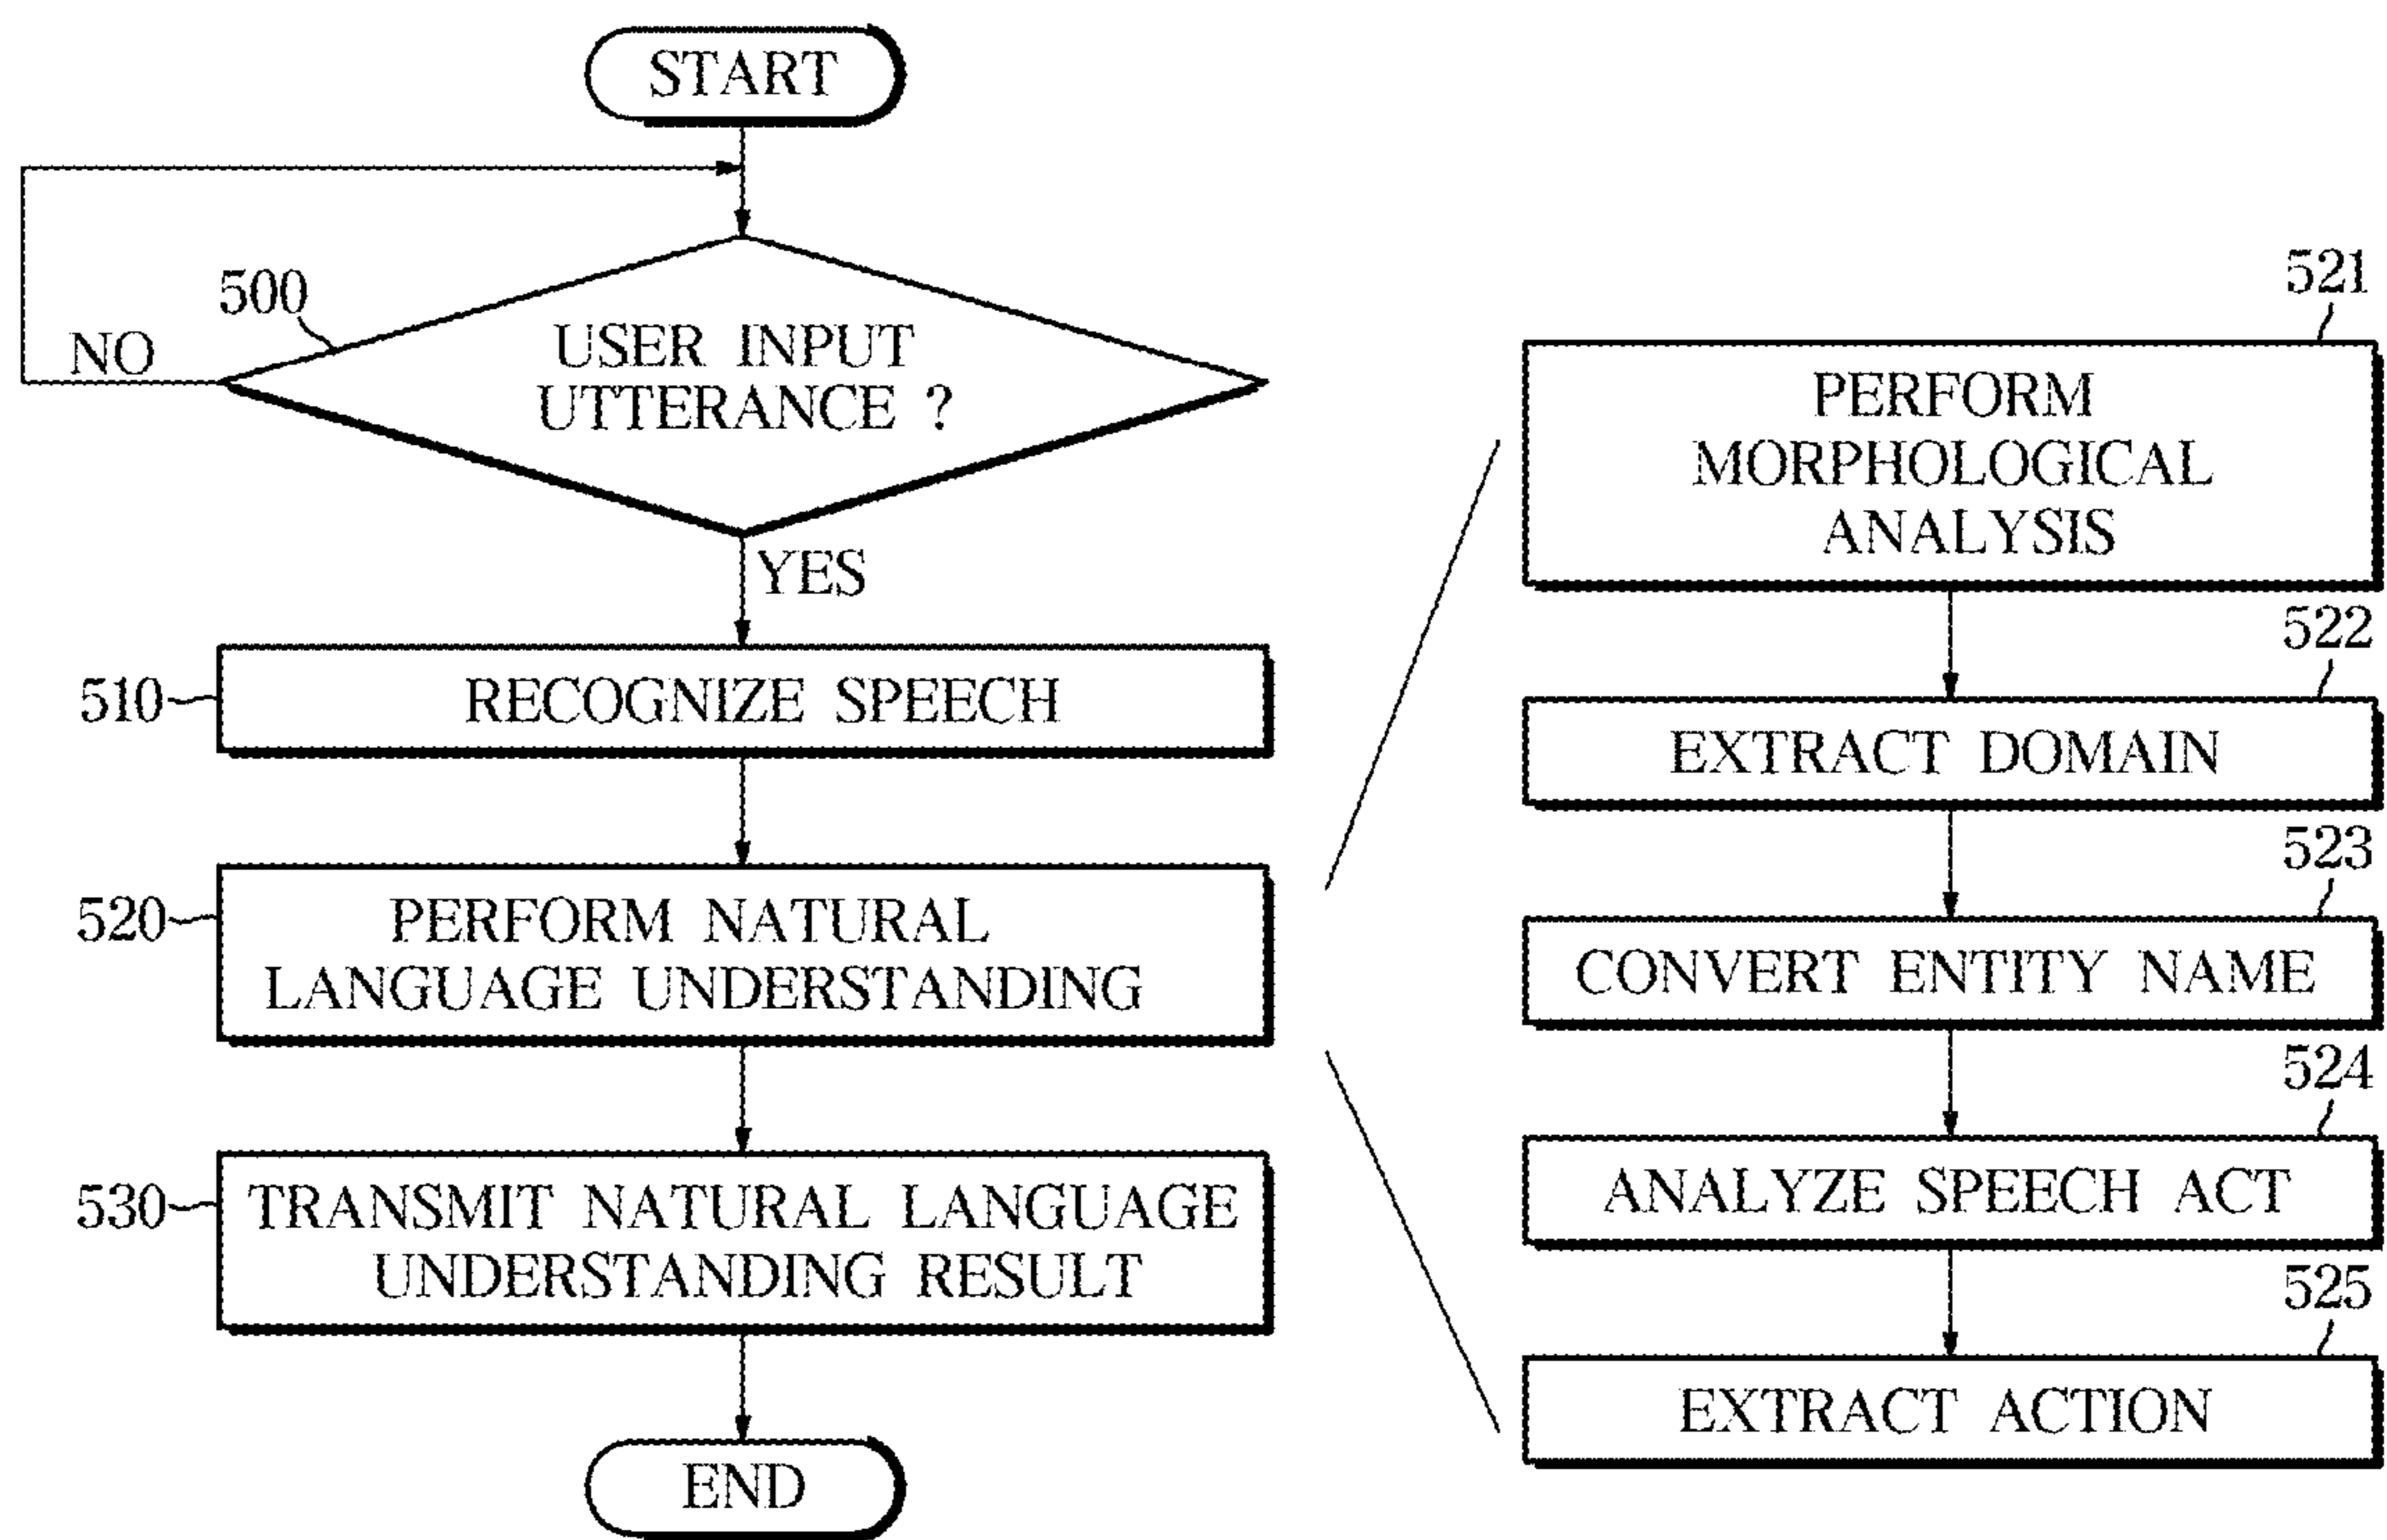 START
500
NO
USER INPUT
UTTERANCE ?
YES
510
RECOGNIZE SPEECH
520
PERFORM NATURAL
LANGUAGE UNDERSTANDING
530
TRANSMIT NATURAL LANGUAGE
UNDERSTANDING RESULT
END
521
PERFORM
MORPHOLOGICAL
ANALYSIS
522
EXTRACT DOMAIN
523
CONVERT ENTITY NAME
524
ANALYZE SPEECH ACT
525
EXTRACT ACTION